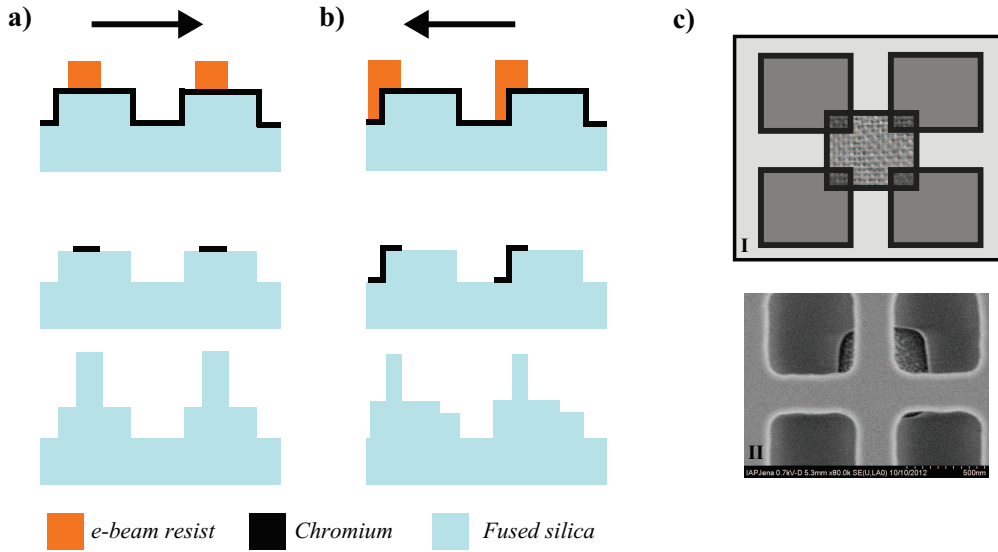 a)
b)
c)
I
II
IAPJena 0.7kV-D 5.3mm x80.0k SE(U,LA0) 10/10/2012
500nm
e-beam resist
Chromium
Fused silica